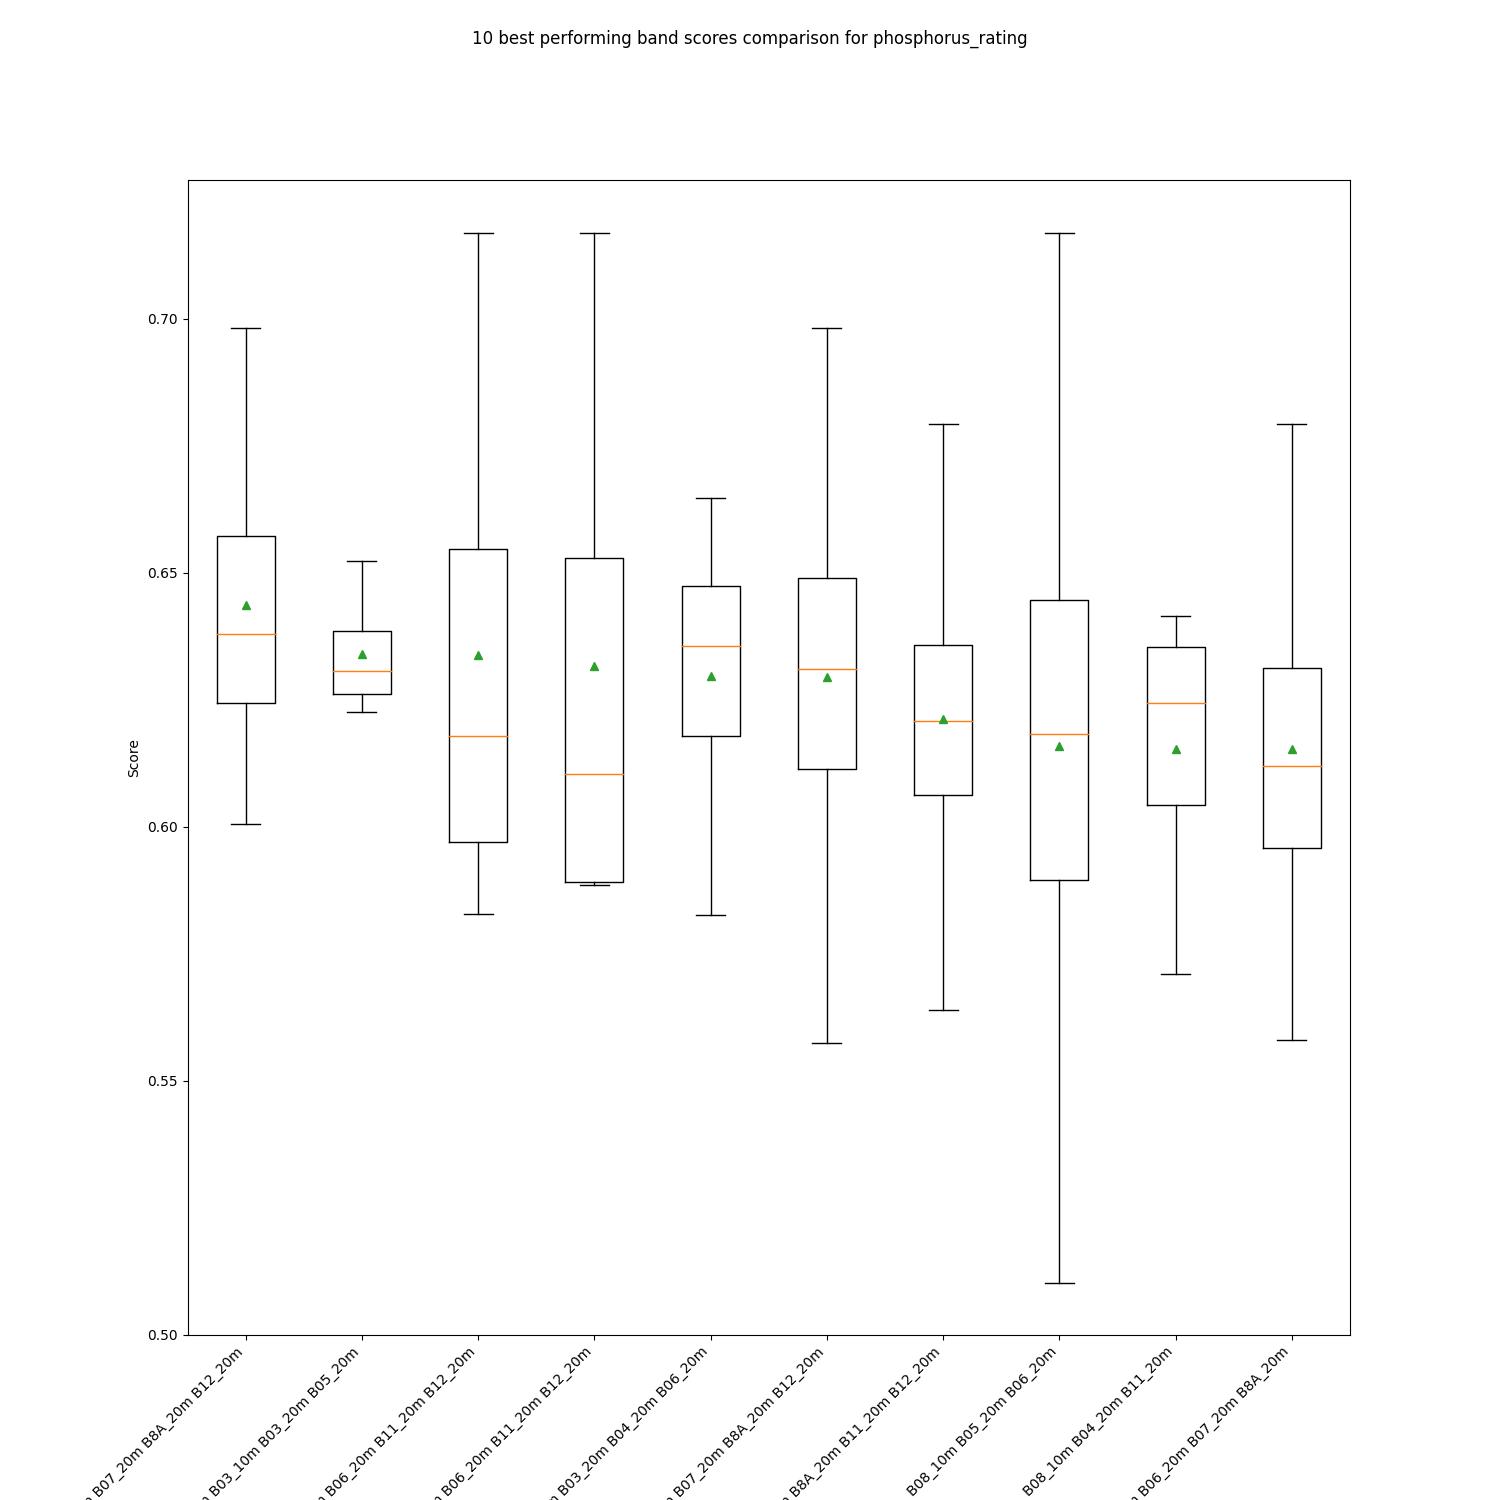 10 best performing band scores comparison for phosphorus_rating
0.70
0.65
0.60
0.55
0.50
Score
B07_20m B8A_20m B12_20m
B03_10m B03_20m B05_20m
B06_20m B11_20m B12_20m
B06_20m B11_20m B12_20m
B03_20m B04_20m B06_20m
B07_20m B8A_20m B12_20m
B8A_20m B11_20m B12_20m
B08_10m B05_20m B06_20m
B08_10m B04_20m B11_20m
B06_20m B07_20m B8A_20m